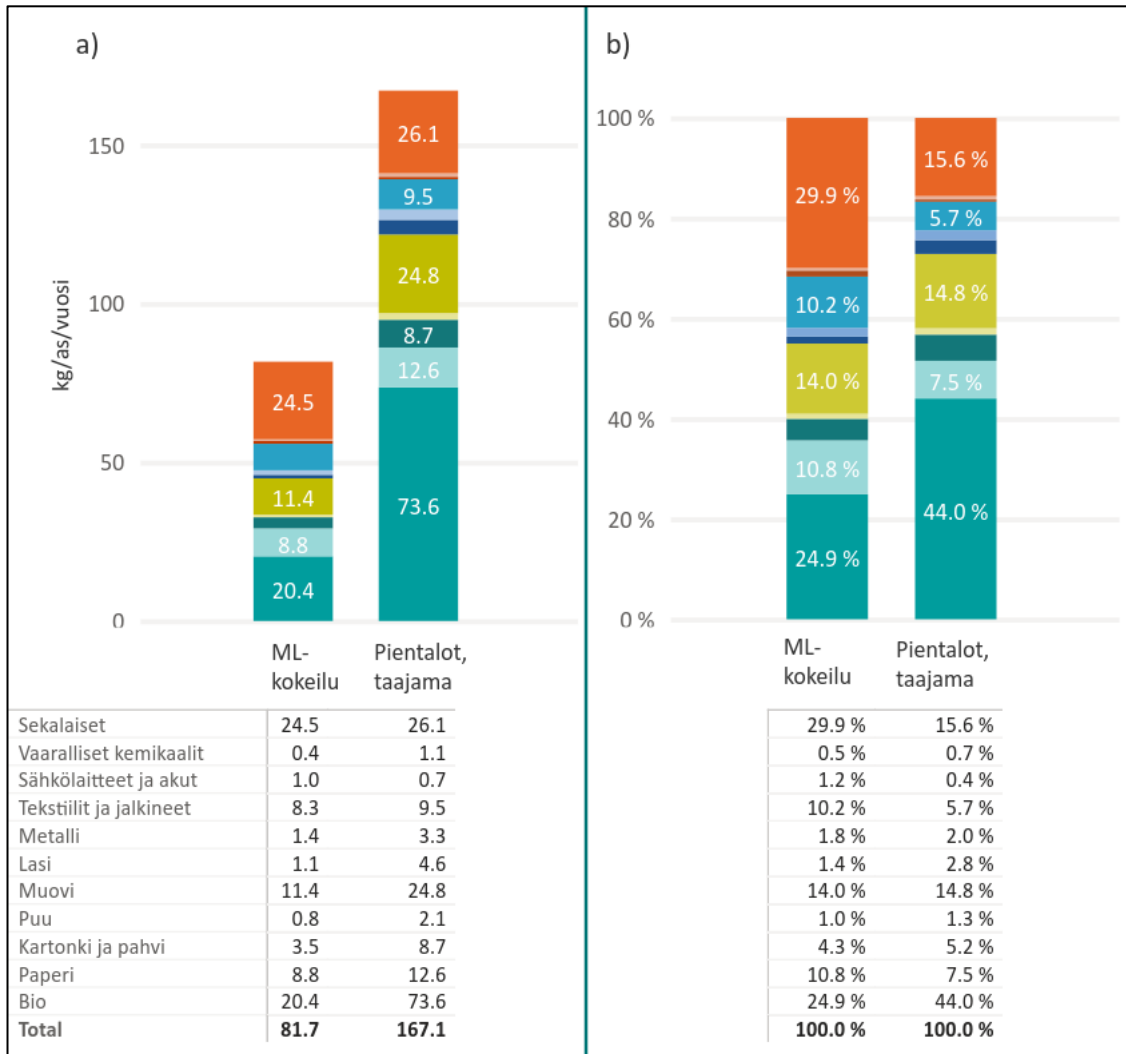 a)
150
100
50
0
kg/as/vuosi
26.1
9.5
24.8
8.7
12.6
73.6
24.5
11.4
8.8
20.4
ML-
kokeilu
Pientalot,
taajama
b)
100 %
80 %
60 %
40 %
20 %
0 %
29.9 %
10.2 %
14.0 %
10.8 %
24.9 %
15.6 %
5.7 %
14.8 %
7.5 %
44.0 %
ML-
kokeilu
Pientalot,
taajama
Sekalaiset 24.5 26.1 29.9 % 15.6 %
Vaaralliset kemikaalit 0.4 1.1 0.5 % 0.7 %
Sähkölaitteet ja akut 1.0 0.7 1.2 % 0.4 %
Tekstiilit ja jalkineet 8.3 9.5 10.2 % 5.7 %
Metalli 1.4 3.3 1.8 % 2.0 %
Lasi 1.1 4.6 1.4 % 2.8 %
Muovi 11.4 24.8 14.0 % 14.8 %
Puu 0.8 2.1 1.0 % 1.3 %
Kartonki ja pahvi 3.5 8.7 4.3 % 5.2 %
Paperi 8.8 12.6 10.8 % 7.5 %
Bio 20.4 73.6 24.9 % 44.0 %
Total 81.7 167.1 100.0 % 100.0 %